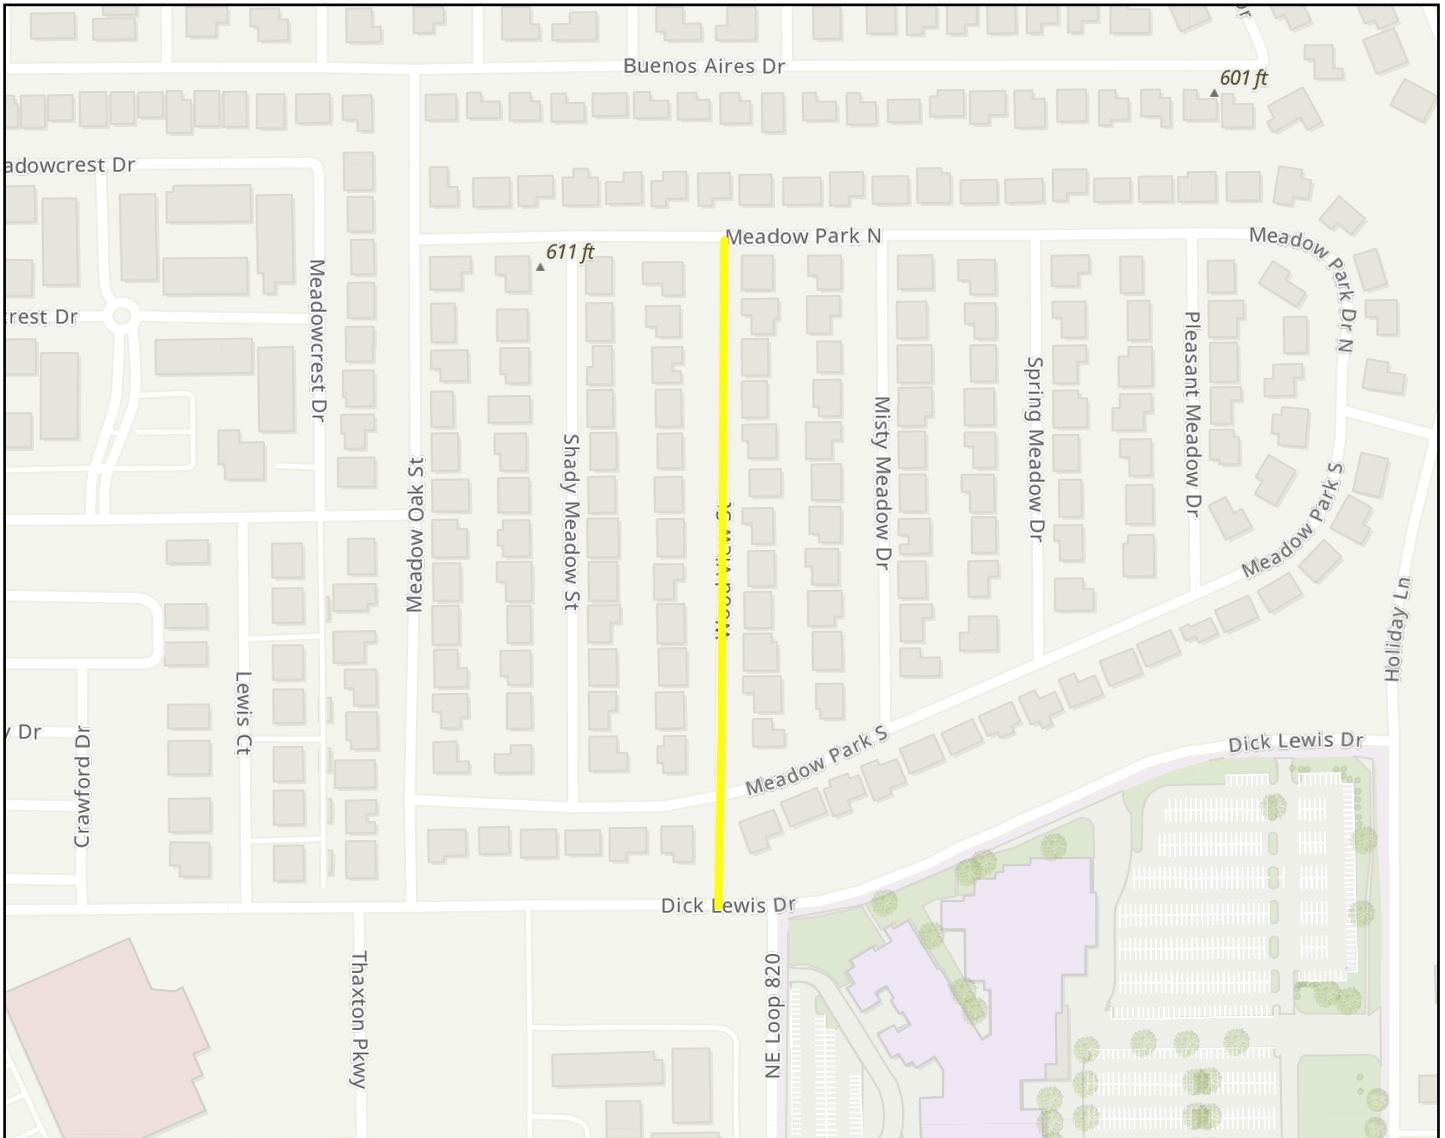 Dr
Buenos Aires Dr
601 ft
adowcrest Dr
Meadow Park N
Meadow Park Dr N
611 ft
crest Dr
Meadowcrest Dr
Meadow Oak St
Shady Meadow St
Misty Meadow Dr
Spring Meadow Dr
Pleasant Meadow Dr
Meadow Park S
Holiday Ln
Lewis Ct
Crawford Dr
y Dr
Meadow Park S
Dick Lewis Dr
Dick Lewis Dr
Thaxton Pkwy
NE Loop 820